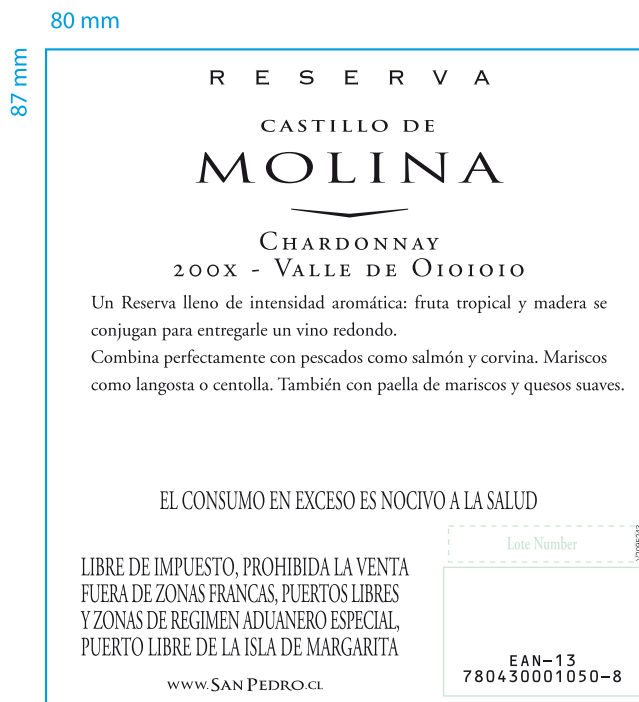 80 mm
87 mm
RESERVA
CASTILLO DE
MOLINA
CHARDONNAY
200X - VALLE DE OIOIOIO
Un Reserva lleno de intensidad aromática: fruta tropical y madera se
conjugan para entregarle un vino redondo.
Combina perfectamente con pescados como salmón y corvina. Mariscos
como langosta o centolla. También con paella de mariscos y quesos suaves.
EL CONSUMO EN EXCESO ES NOCIVO A LA SALUD
Lote Number
LIBRE DE IMPUESTO, PROHIBIDA LA VENTA
FUERA DE ZONAS FRANCAS, PUERTOS LIBRES
Y ZONAS DE REGIMEN ADUANERO ESPECIAL,
PUERTO LIBRE DE LA ISLA DE MARGARITA
EAN-13
780430001050-8
WWW.SAN PEDRO.CL